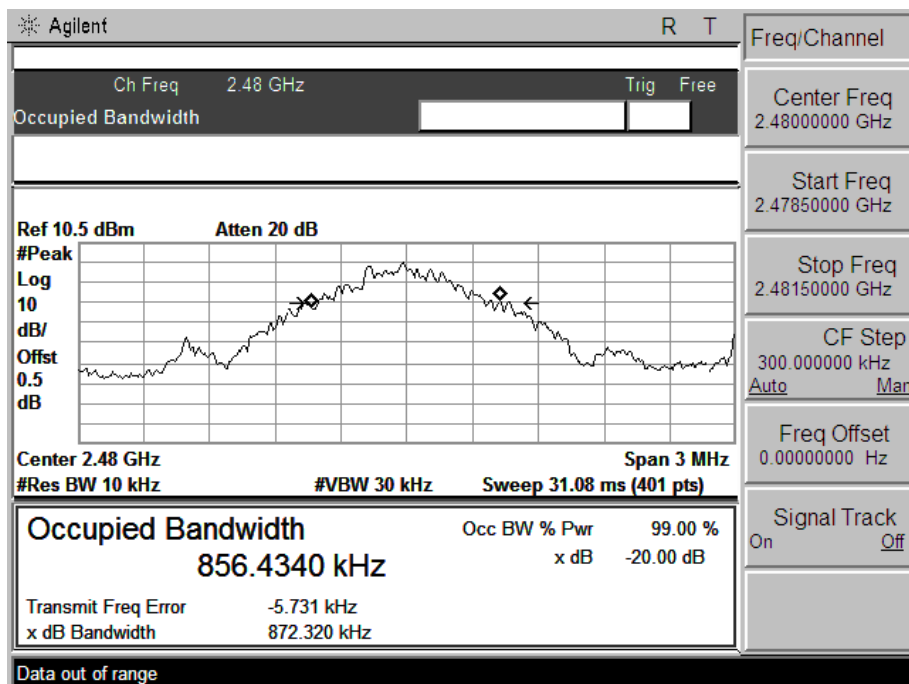 Agilent R T
Ch Freq 2.48 GHz Trig Free
Occupied Bandwidth
Ref 10.5 dBm Atten 20 dB
#Peak
Log
10
dB/
Offst
0.5
dB
Center 2.48 GHz Span 3 MHz
#Res BW 10 kHz #VBW 30 kHz Sweep 31.08 ms (401 pts)
Occupied Bandwidth Occ BW % Pwr 99.00 %
856.4340 kHz x dB -20.00 dB
Transmit Freq Error -5.731 kHz
x dB Bandwidth 872.320 kHz
Data out of range
Freq/Channel
Center Freq
2.48000000 GHz
Start Freq
2.47850000 GHz
Stop Freq
2.48150000 GHz
CF Step
300.000000 kHz
Auto Man
Freq Offset
0.00000000 Hz
Signal Track
On Off